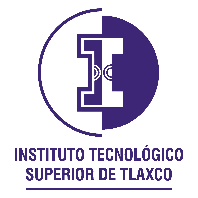 INSTITUTO TECNOLÓGICO
SUPERIOR DE TLAXCO